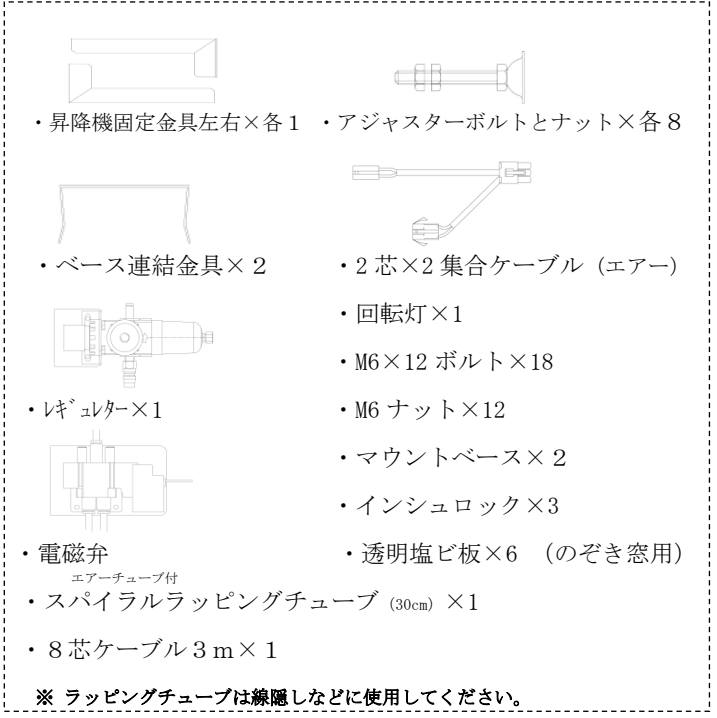 ・昇降機固定金具左右×各１ ・アジャスターボルトとナット×各８
・ベース連結金具×２ ・2 芯×2 集合ケーブル（エアー）
・回転灯×1
・M6×12 ボルト×18
・ﾚｷﾞｭﾚﾀｰ×1 ・M6 ナット×12
・マウントベース×２
・インシュロック×3
・電磁弁 ・透明塩ビ板×6 （のぞき窓用）
エアーチューブ付
・スパイラルラッピングチューブ (30cm) ×1
・８芯ケーブル３ｍ×１
※ ラッピングチューブは線隠しなどに使用してください。